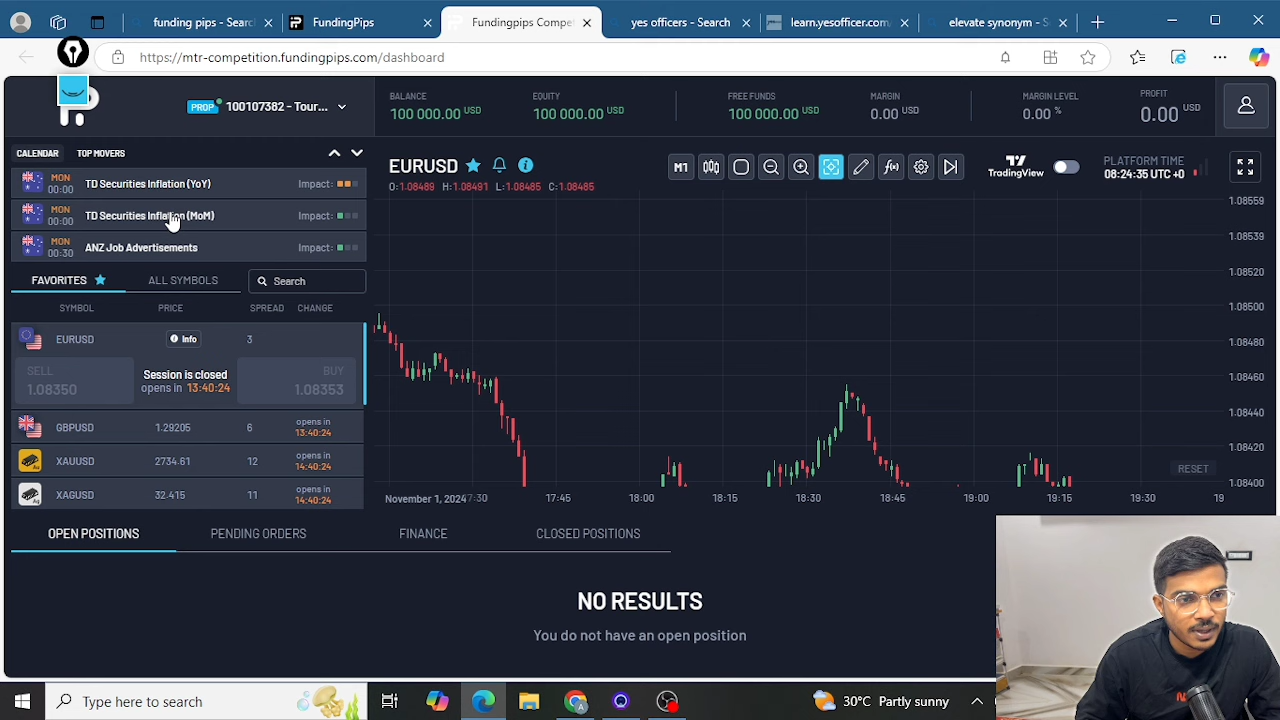 funding pips - Search
FundingPips
Fundingpips Compe
yes officers - Search
learn.yesofficer.com
elevate synonym - S
https://mtr-competition.fundingpips.com/dashboard
PROP
100107382 - Tour...
BALANCE
100 000.00 USD
EQUITY
100 000.00 USD
FREE FUNDS
100 000.00 USD
MARGIN
0.00 USD
MARGIN LEVEL
0.00 %
PROFIT
0.00 USD
CALENDAR
TOP MOVERS
MON
00:00
TD Securities Inflation (YoY)
Impact:
MON
00:00
TD Securities Inflation (MoM)
Impact:
MON
00:30
ANZ Job Advertisements
Impact:
FAVORITES
ALL SYMBOLS
Search
SYMBOL
PRICE
SPREAD
CHANGE
EURUSD
Info
3
SELL
1.08350
Session is closed
opens in 13:40:24
BUY
1.08353
GBPUSD
1.29205
6
opens in
13:40:24
XAUUSD
2734.61
12
opens in
14:40:24
XAGUSD
32.415
11
opens in
14:40:24
EURUSD
O:1.08489 H:1.08491 L:1.08485 C:1.08485
M1
TradingView
PLATFORM TIME
08:24:35 UTC +0
1.08559
1.08539
1.08520
1.08500
1.08480
1.08460
1.08440
1.08420
1.08400
RESET
November 1, 2024
7:30
17:45
18:00
18:15
18:30
18:45
19:00
19:15
19:30
19
OPEN POSITIONS
PENDING ORDERS
FINANCE
CLOSED POSITIONS
NO RESULTS
You do not have an open position
Type here to search
30°C Partly sunny